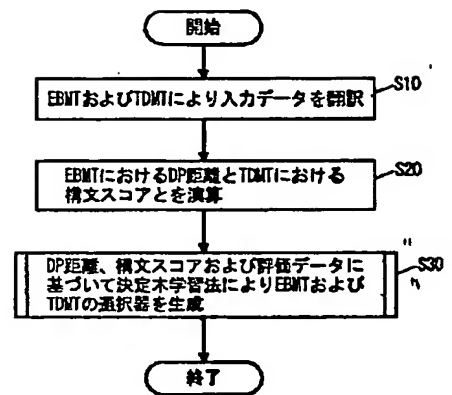 開始
EBMTおよびTDMTにより入力データを翻訳
S10
EBMTにおけるDP距離とTDMTにおける
構文スコアとを演算
S20
DP距離、構文スコアおよび評価データに
基づいて決定木学習法によりEBMTおよび
TDMTの選択器を生成
S30
終了